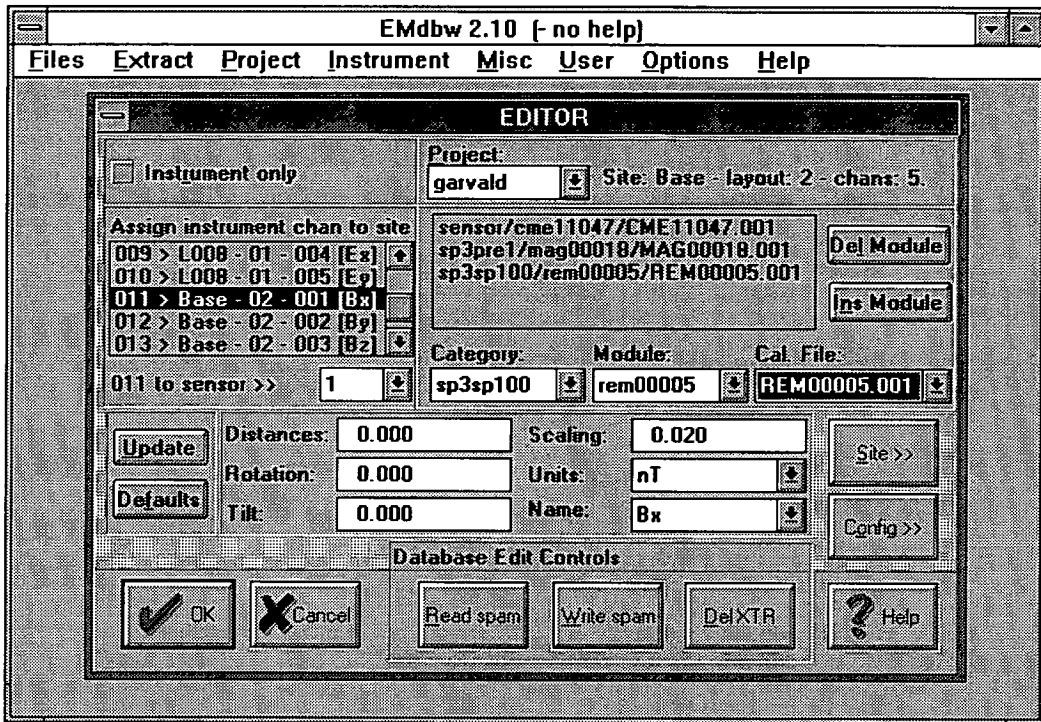 EMdbw 2.10 (- no help)
Files Extract Project Instrument Misc User Options Help
EDITOR
Instrument only
Project:
garvald
Site: Base - layout: 2 - chans: 5.
Assign instrument chan to site
009 > L008 - 01 - 004 [Ex]
010 > L008 - 01 - 005 [Ey]
011 > Base - 02 - 001 [Bx]
012 > Base - 02 - 002 [By]
013 > Base - 02 - 003 [Bz]
011 to sensor >> 1
sensor/cme11047/CME11047.001
sp3pre1/mag00018/MAG00018.001
sp3sp100/rem00005/REM00005.001
Del Module
Ins Module
Category: Module: Cal. File:
sp3sp100 rem00005 REM00005.001
Update
Defaults
Distances: 0.000 Scaling: 0.020
Rotation: 0.000 Units: nT
Tilt: 0.000 Name: Bx
Site >>
Config >>
Database Edit Controls
OK Cancel Read spam Write spam Del XTR Help